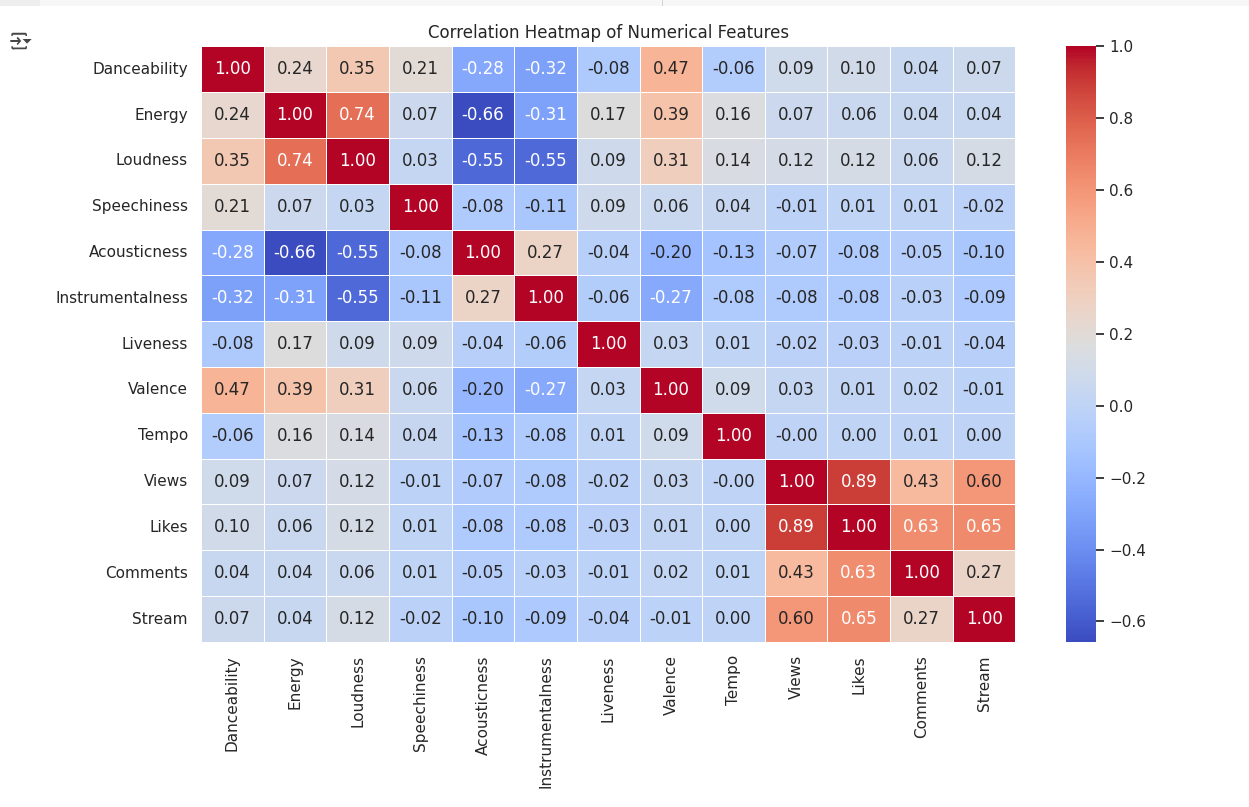 Correlation Heatmap of Numerical Features
Danceability 1.00 0.24 0.35 0.21 -0.28 -0.32 -0.08 0.47 -0.06 0.09 0.10 0.04 0.07
Energy 0.24 1.00 0.74 0.07 -0.66 -0.31 0.17 0.39 0.16 0.07 0.06 0.04 0.04
Loudness 0.35 0.74 1.00 0.03 -0.55 -0.55 0.09 0.31 0.14 0.12 0.12 0.06 0.12
Speechiness 0.21 0.07 0.03 1.00 -0.08 -0.11 0.09 0.06 0.04 -0.01 0.01 0.01 -0.02
Acousticness -0.28 -0.66 -0.55 -0.08 1.00 0.27 -0.04 -0.20 -0.13 -0.07 -0.08 -0.05 -0.10
Instrumentalness -0.32 -0.31 -0.55 -0.11 0.27 1.00 -0.06 -0.27 -0.08 -0.08 -0.08 -0.03 -0.09
Liveness -0.08 0.17 0.09 0.09 -0.04 -0.06 1.00 0.03 0.01 -0.02 -0.03 -0.01 -0.04
Valence 0.47 0.39 0.31 0.06 -0.20 -0.27 0.03 1.00 0.09 0.03 0.01 0.02 -0.01
Tempo -0.06 0.16 0.14 0.04 -0.13 -0.08 0.01 0.09 1.00 -0.00 0.00 0.01 0.00
Views 0.09 0.07 0.12 -0.01 -0.07 -0.08 -0.02 0.03 -0.00 1.00 0.89 0.43 0.60
Likes 0.10 0.06 0.12 0.01 -0.08 -0.08 -0.03 0.01 0.00 0.89 1.00 0.63 0.65
Comments 0.04 0.04 0.06 0.01 -0.05 -0.03 -0.01 0.02 0.01 0.43 0.63 1.00 0.27
Stream 0.07 0.04 0.12 -0.02 -0.10 -0.09 -0.04 -0.01 0.00 0.60 0.65 0.27 1.00
Danceability
Energy
Loudness
Speechiness
Acousticness
Instrumentalness
Liveness
Valence
Tempo
Views
Likes
Comments
Stream
1.0
0.8
0.6
0.4
0.2
0.0
−0.2
−0.4
−0.6